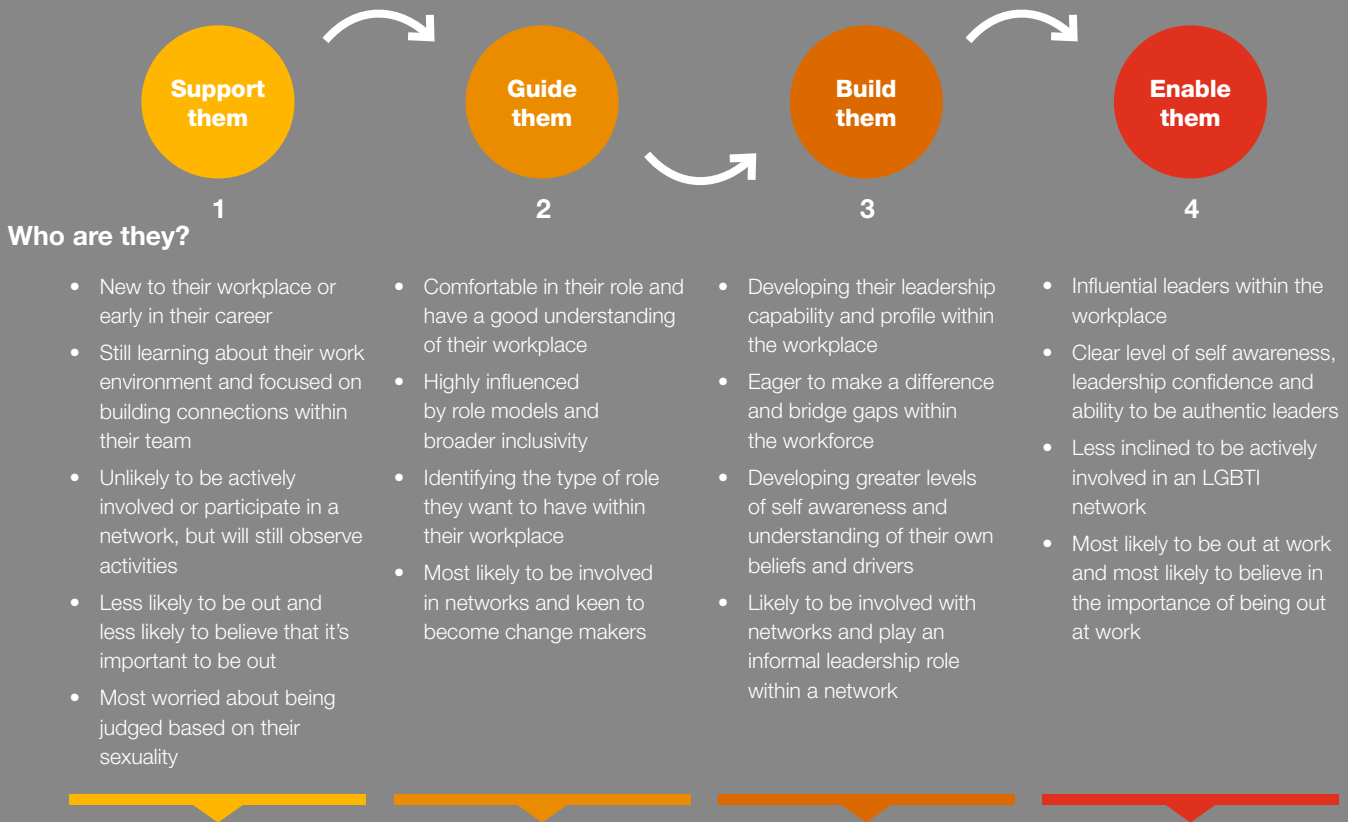 Support
them
1
Guide
them
2
Build
them
3
Enable
them
4
Who are they?
• New to their workplace or
early in their career
• Still learning about their work
environment and focused on
building connections within
their team
• Unlikely to be actively
involved or participate in a
network, but will still observe
activities
• Less likely to be out and
less likely to believe that it’s
important to be out
• Most worried about being
judged based on their
sexuality
• Comfortable in their role and
have a good understanding
of their workplace
• Highly influenced
by role models and
broader inclusivity
• Identifying the type of role
they want to have within
their workplace
• Most likely to be involved
in networks and keen to
become change makers
• Developing their leadership
capability and profile within
the workplace
• Eager to make a difference
and bridge gaps within
the workforce
• Developing greater levels
of self awareness and
understanding of their own
beliefs and drivers
• Likely to be involved with
networks and play an
informal leadership role
within a network
• Influential leaders within the
workplace
• Clear level of self awareness,
leadership confidence and
ability to be authentic leaders
• Less inclined to be actively
involved in an LGBTI
network
• Most likely to be out at work
and most likely to believe in
the importance of being out
at work